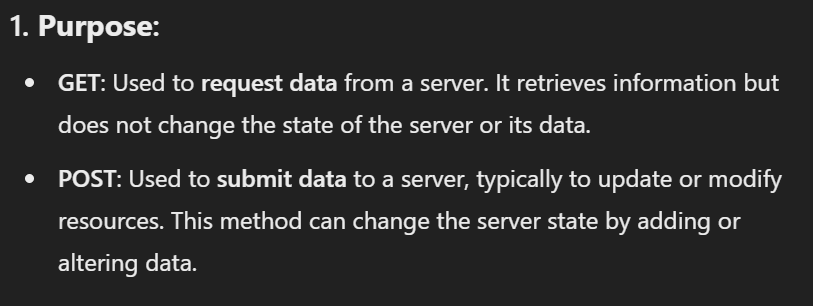 1. Purpose:
• GET: Used to request data from a server. It retrieves information but
does not change the state of the server or its data.
• POST: Used to submit data to a server, typically to update or modify
resources. This method can change the server state by adding or
altering data.